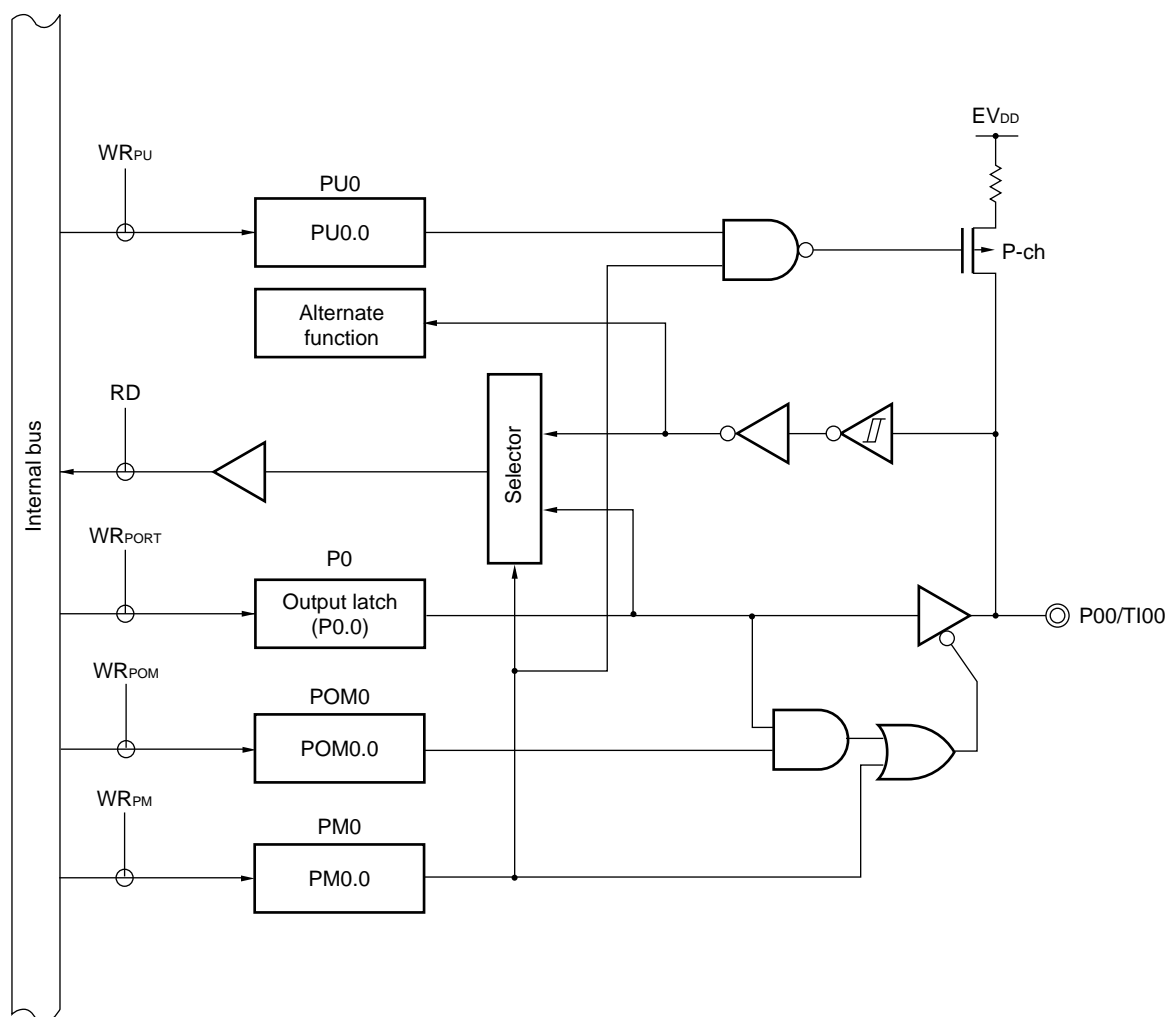 EVDD
WRPU
PU0
PU0.0
P-ch
Alternate
function
RD
Selector
Internal bus
WRPORT
P0
Output latch
(P0.0)
P00/TI00
WRPOM
POM0
POM0.0
WRPM
PM0
PM0.0